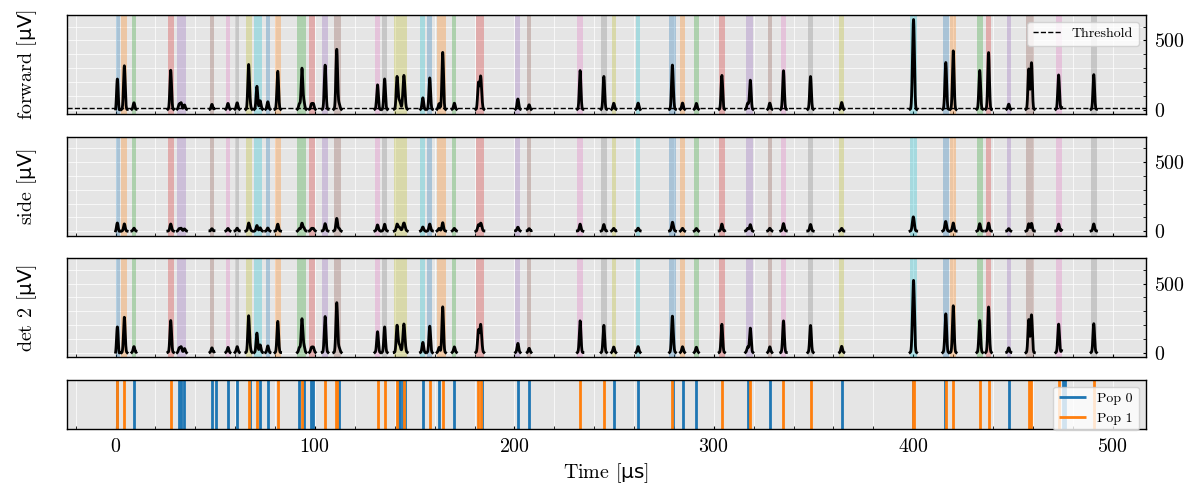 forward [μV]
Threshold
500
0
side [μV]
500
0
det 2 [μV]
500
0
Pop 0
Pop 1
0 100 200 300 400 500
Time [μs]